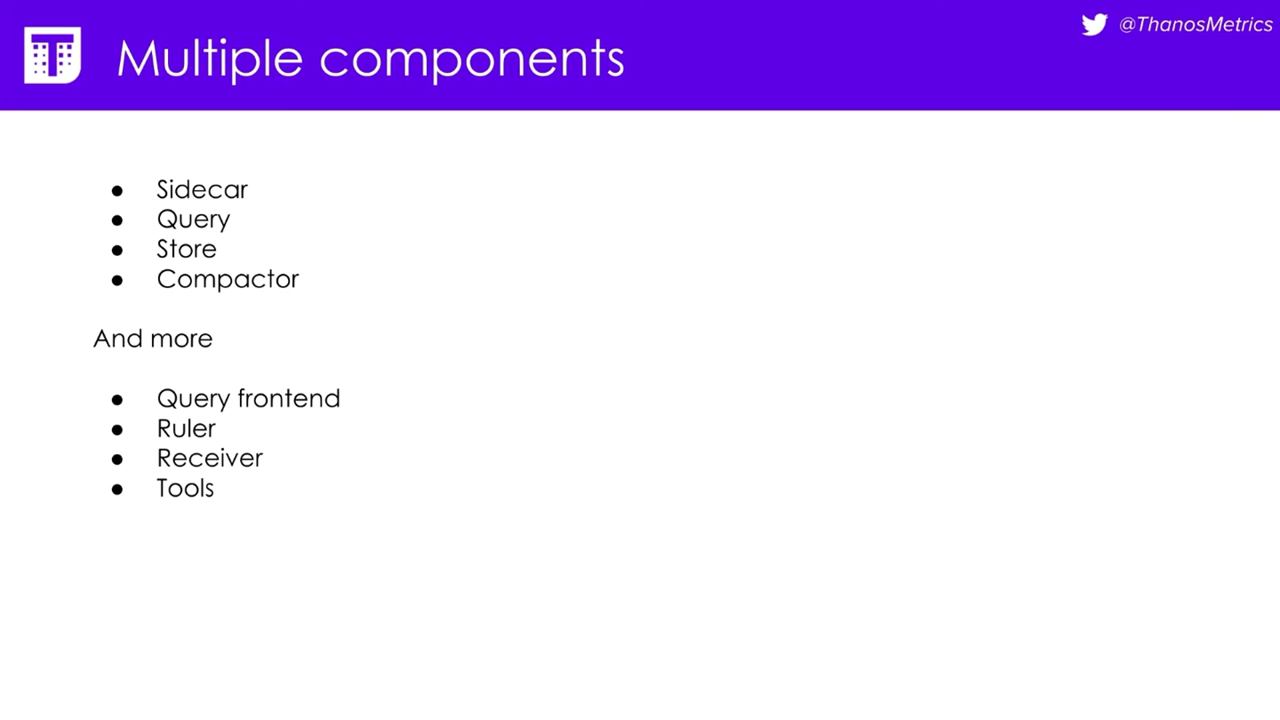 Multiple components
@ThanosMetrics
● Sidecar
● Query
● Store
● Compactor
And more
● Query frontend
● Ruler
● Receiver
● Tools